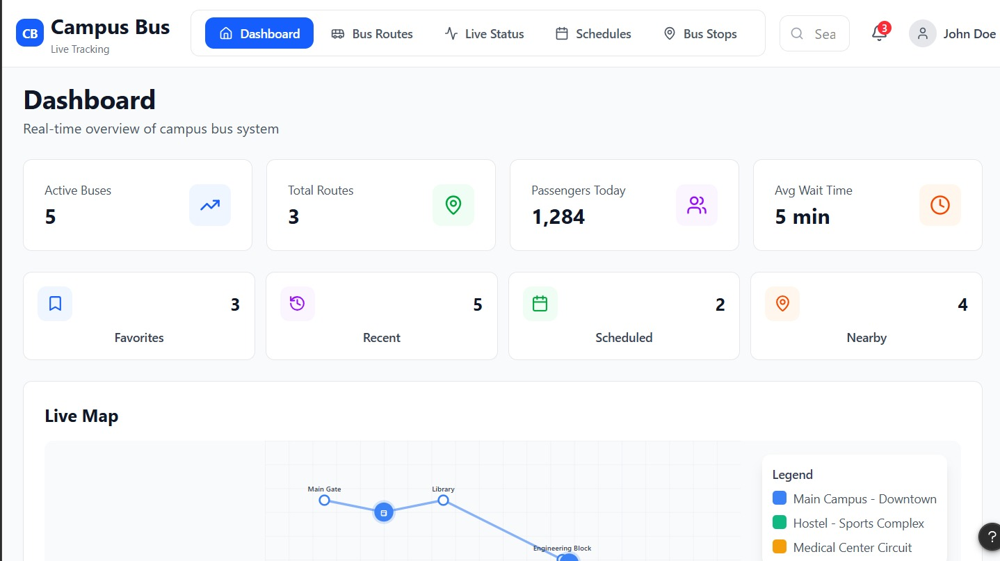 CB
Campus Bus
Live Tracking
Dashboard
Bus Routes
Live Status
Schedules
Bus Stops
Sea
3
John Doe
Dashboard
Real-time overview of campus bus system
Active Buses
5
Total Routes
3
Passengers Today
1,284
Avg Wait Time
5 min
3
Favorites
5
Recent
2
Scheduled
4
Nearby
Live Map
Main Gate
Library
Engineering Block
Legend
Main Campus - Downtown
Hostel - Sports Complex
Medical Center Circuit
?